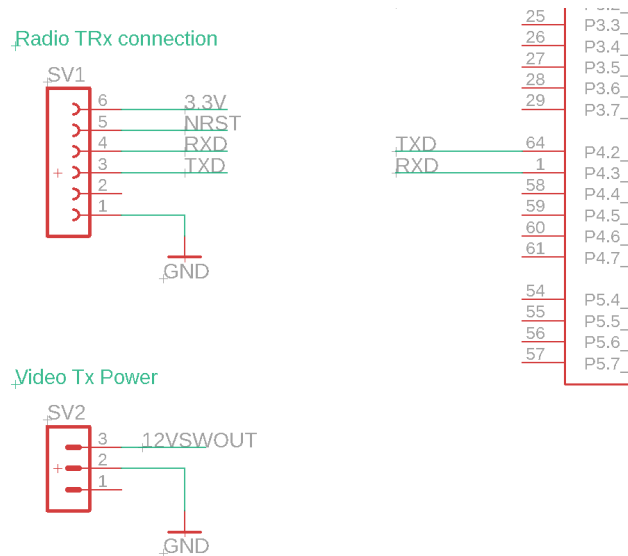 Radio TRx connection
SV1
6
3.3V
5
NRST
4
RXD
3
TXD
2
1
GND
Video Tx Power
SV2
3
12VSWOUT
2
1
GND
25
P3.3_
26
P3.4_
27
P3.5_
28
P3.6_
29
P3.7_
TXD
64
P4.2_
RXD
1
P4.3_
58
P4.4_
59
P4.5_
60
P4.6_
61
P4.7_
54
P5.4_
55
P5.5_
56
P5.6_
57
P5.7_